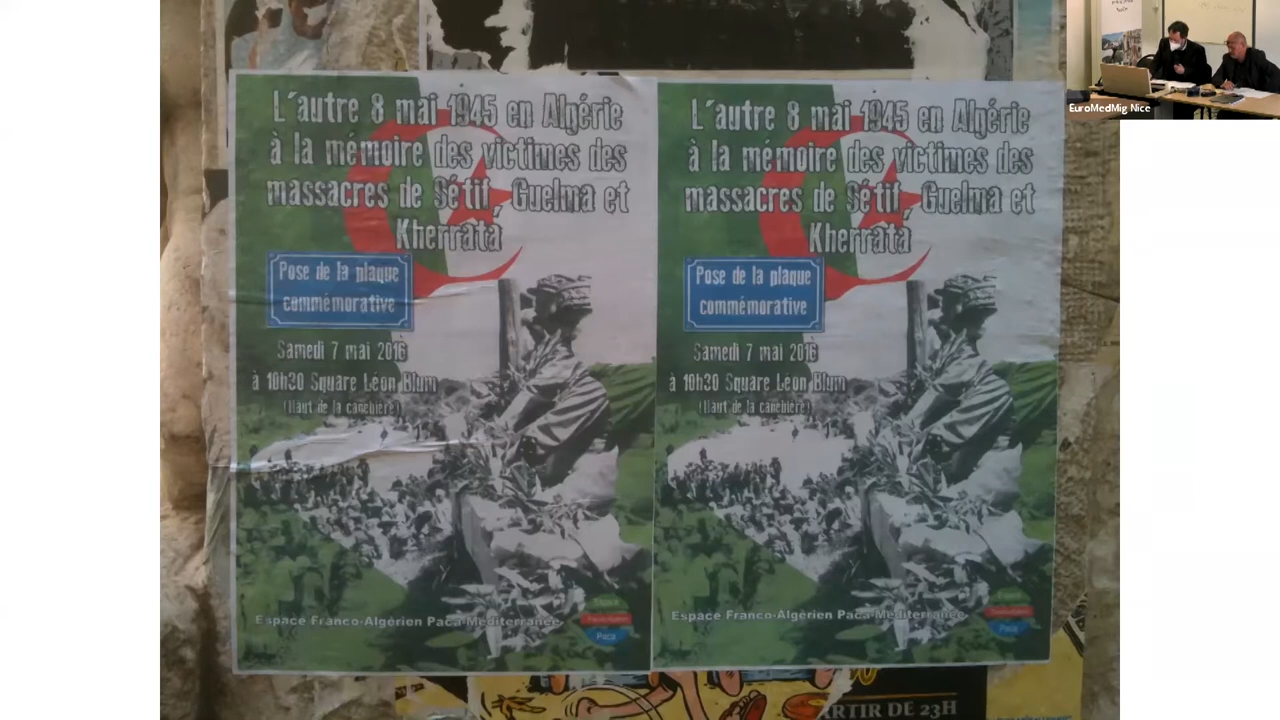 L'autre 8 mai 1945 en Algérie
à la mémoire des victimes des
massacres de Sétif, Guelma et
Kherrata
Pose de la plaque
commémorative
Samedi 7 mai 2016
à 10h30 Square Léon Blum
(Haut de la canebière)
Espace Franco-Algérien Paca-Méditerranée
Paca
L'autre 8 mai 1945 en Algérie
à la mémoire des victimes des
massacres de Sétif, Guelma et
Kherrata
Pose de la plaque
commémorative
Samedi 7 mai 2016
à 10h30 Square Léon Blum
(Haut de la canebière)
Espace Franco-Algérien Paca-Méditerranée
Paca
PARTIR DE 23H
EuroMedMig Nice